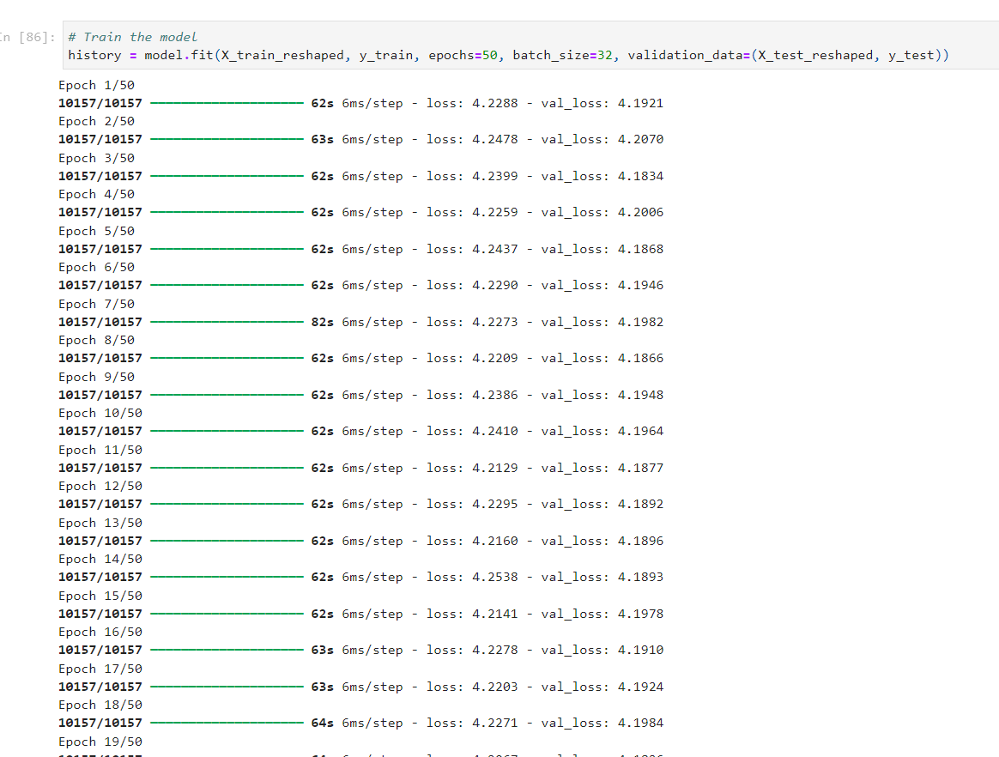 In [86]:
# Train the model
history = model.fit(X_train_reshaped, y_train, epochs=50, batch_size=32, validation_data=(X_test_reshaped, y_test))
Epoch 1/50
10157/10157 62s 6ms/step - loss: 4.2288 - val_loss: 4.1921
Epoch 2/50
10157/10157 63s 6ms/step - loss: 4.2478 - val_loss: 4.2070
Epoch 3/50
10157/10157 62s 6ms/step - loss: 4.2399 - val_loss: 4.1834
Epoch 4/50
10157/10157 62s 6ms/step - loss: 4.2259 - val_loss: 4.2006
Epoch 5/50
10157/10157 62s 6ms/step - loss: 4.2437 - val_loss: 4.1868
Epoch 6/50
10157/10157 62s 6ms/step - loss: 4.2290 - val_loss: 4.1946
Epoch 7/50
10157/10157 82s 6ms/step - loss: 4.2273 - val_loss: 4.1982
Epoch 8/50
10157/10157 62s 6ms/step - loss: 4.2209 - val_loss: 4.1866
Epoch 9/50
10157/10157 62s 6ms/step - loss: 4.2386 - val_loss: 4.1948
Epoch 10/50
10157/10157 62s 6ms/step - loss: 4.2410 - val_loss: 4.1964
Epoch 11/50
10157/10157 62s 6ms/step - loss: 4.2129 - val_loss: 4.1877
Epoch 12/50
10157/10157 62s 6ms/step - loss: 4.2295 - val_loss: 4.1892
Epoch 13/50
10157/10157 62s 6ms/step - loss: 4.2160 - val_loss: 4.1896
Epoch 14/50
10157/10157 62s 6ms/step - loss: 4.2538 - val_loss: 4.1893
Epoch 15/50
10157/10157 62s 6ms/step - loss: 4.2141 - val_loss: 4.1978
Epoch 16/50
10157/10157 63s 6ms/step - loss: 4.2278 - val_loss: 4.1910
Epoch 17/50
10157/10157 63s 6ms/step - loss: 4.2203 - val_loss: 4.1924
Epoch 18/50
10157/10157 64s 6ms/step - loss: 4.2271 - val_loss: 4.1984
Epoch 19/50